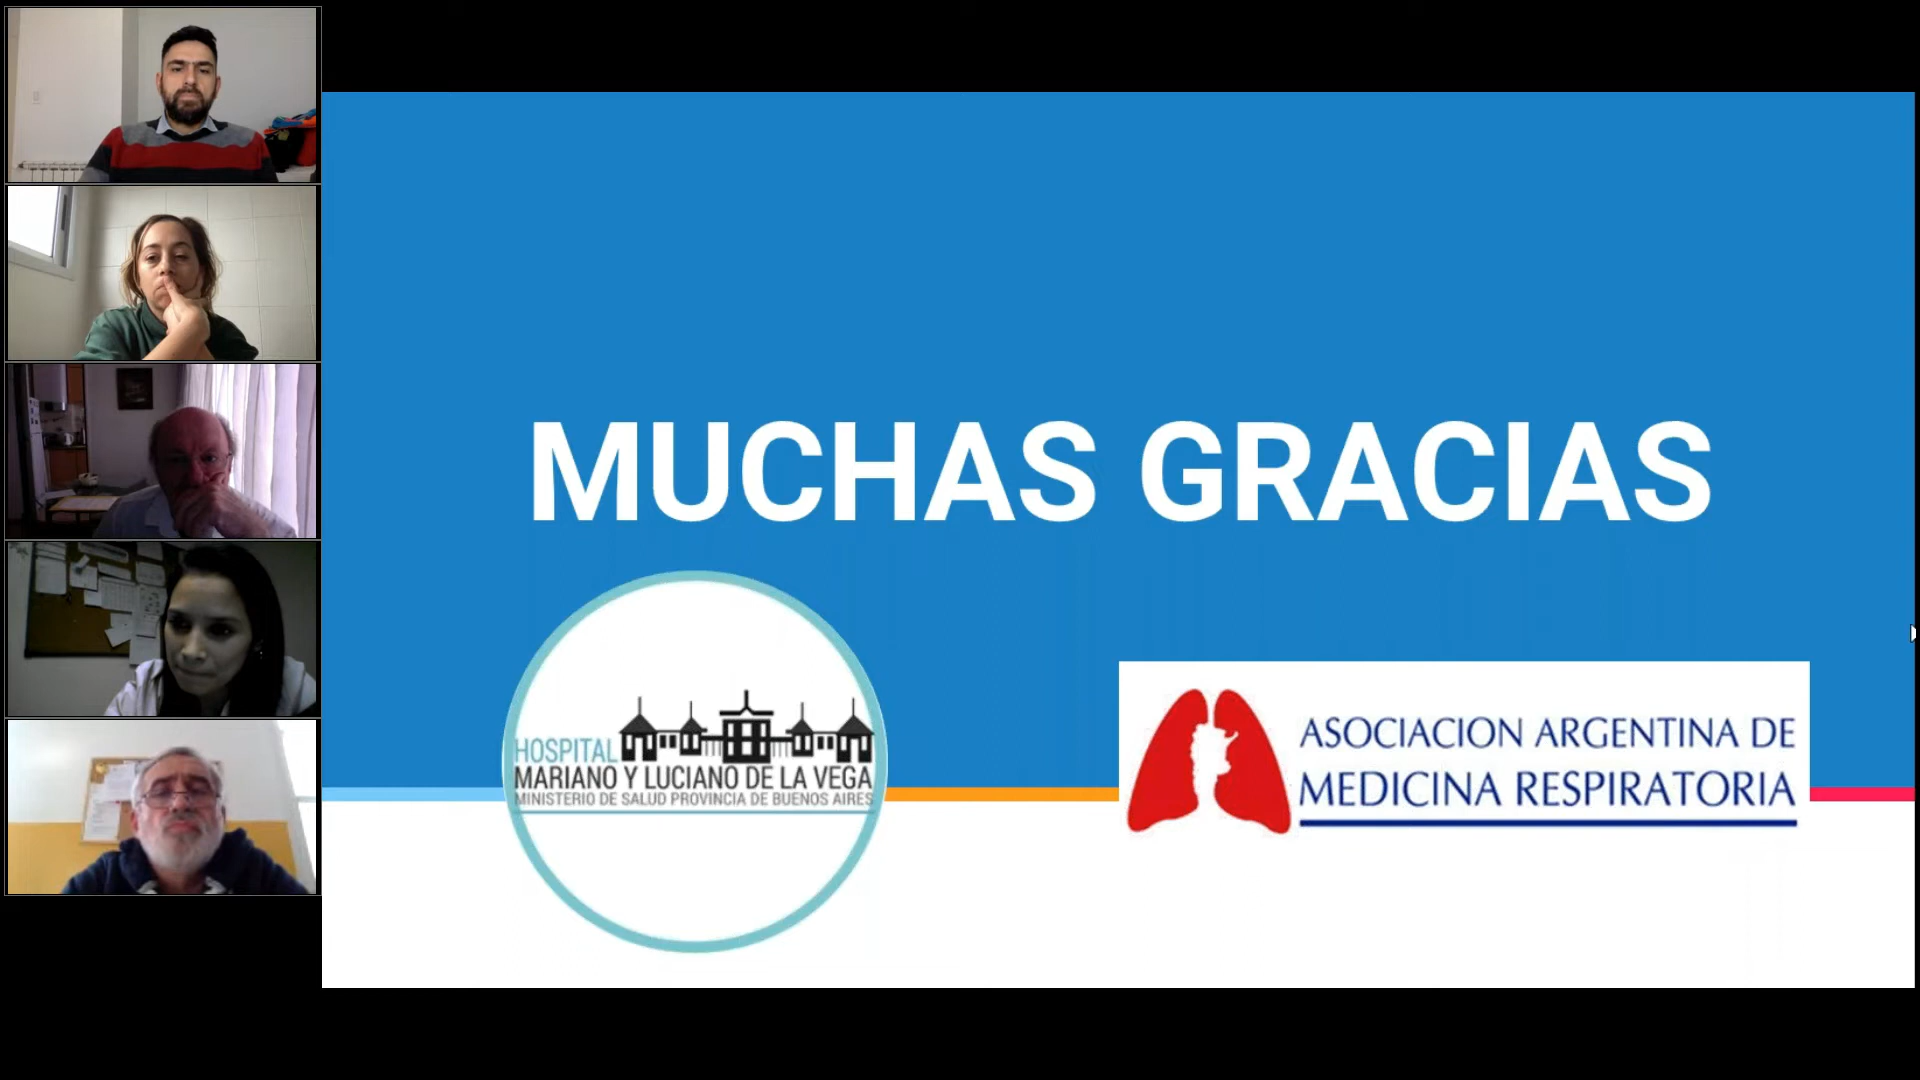 MUCHAS GRACIAS
HOSPITAL
MARIANO Y LUCIANO DE LA VEGA
MINISTERIO DE SALUD PROVINCIA DE BUENOS AIRES
ASOCIACION ARGENTINA DE
MEDICINA RESPIRATORIA